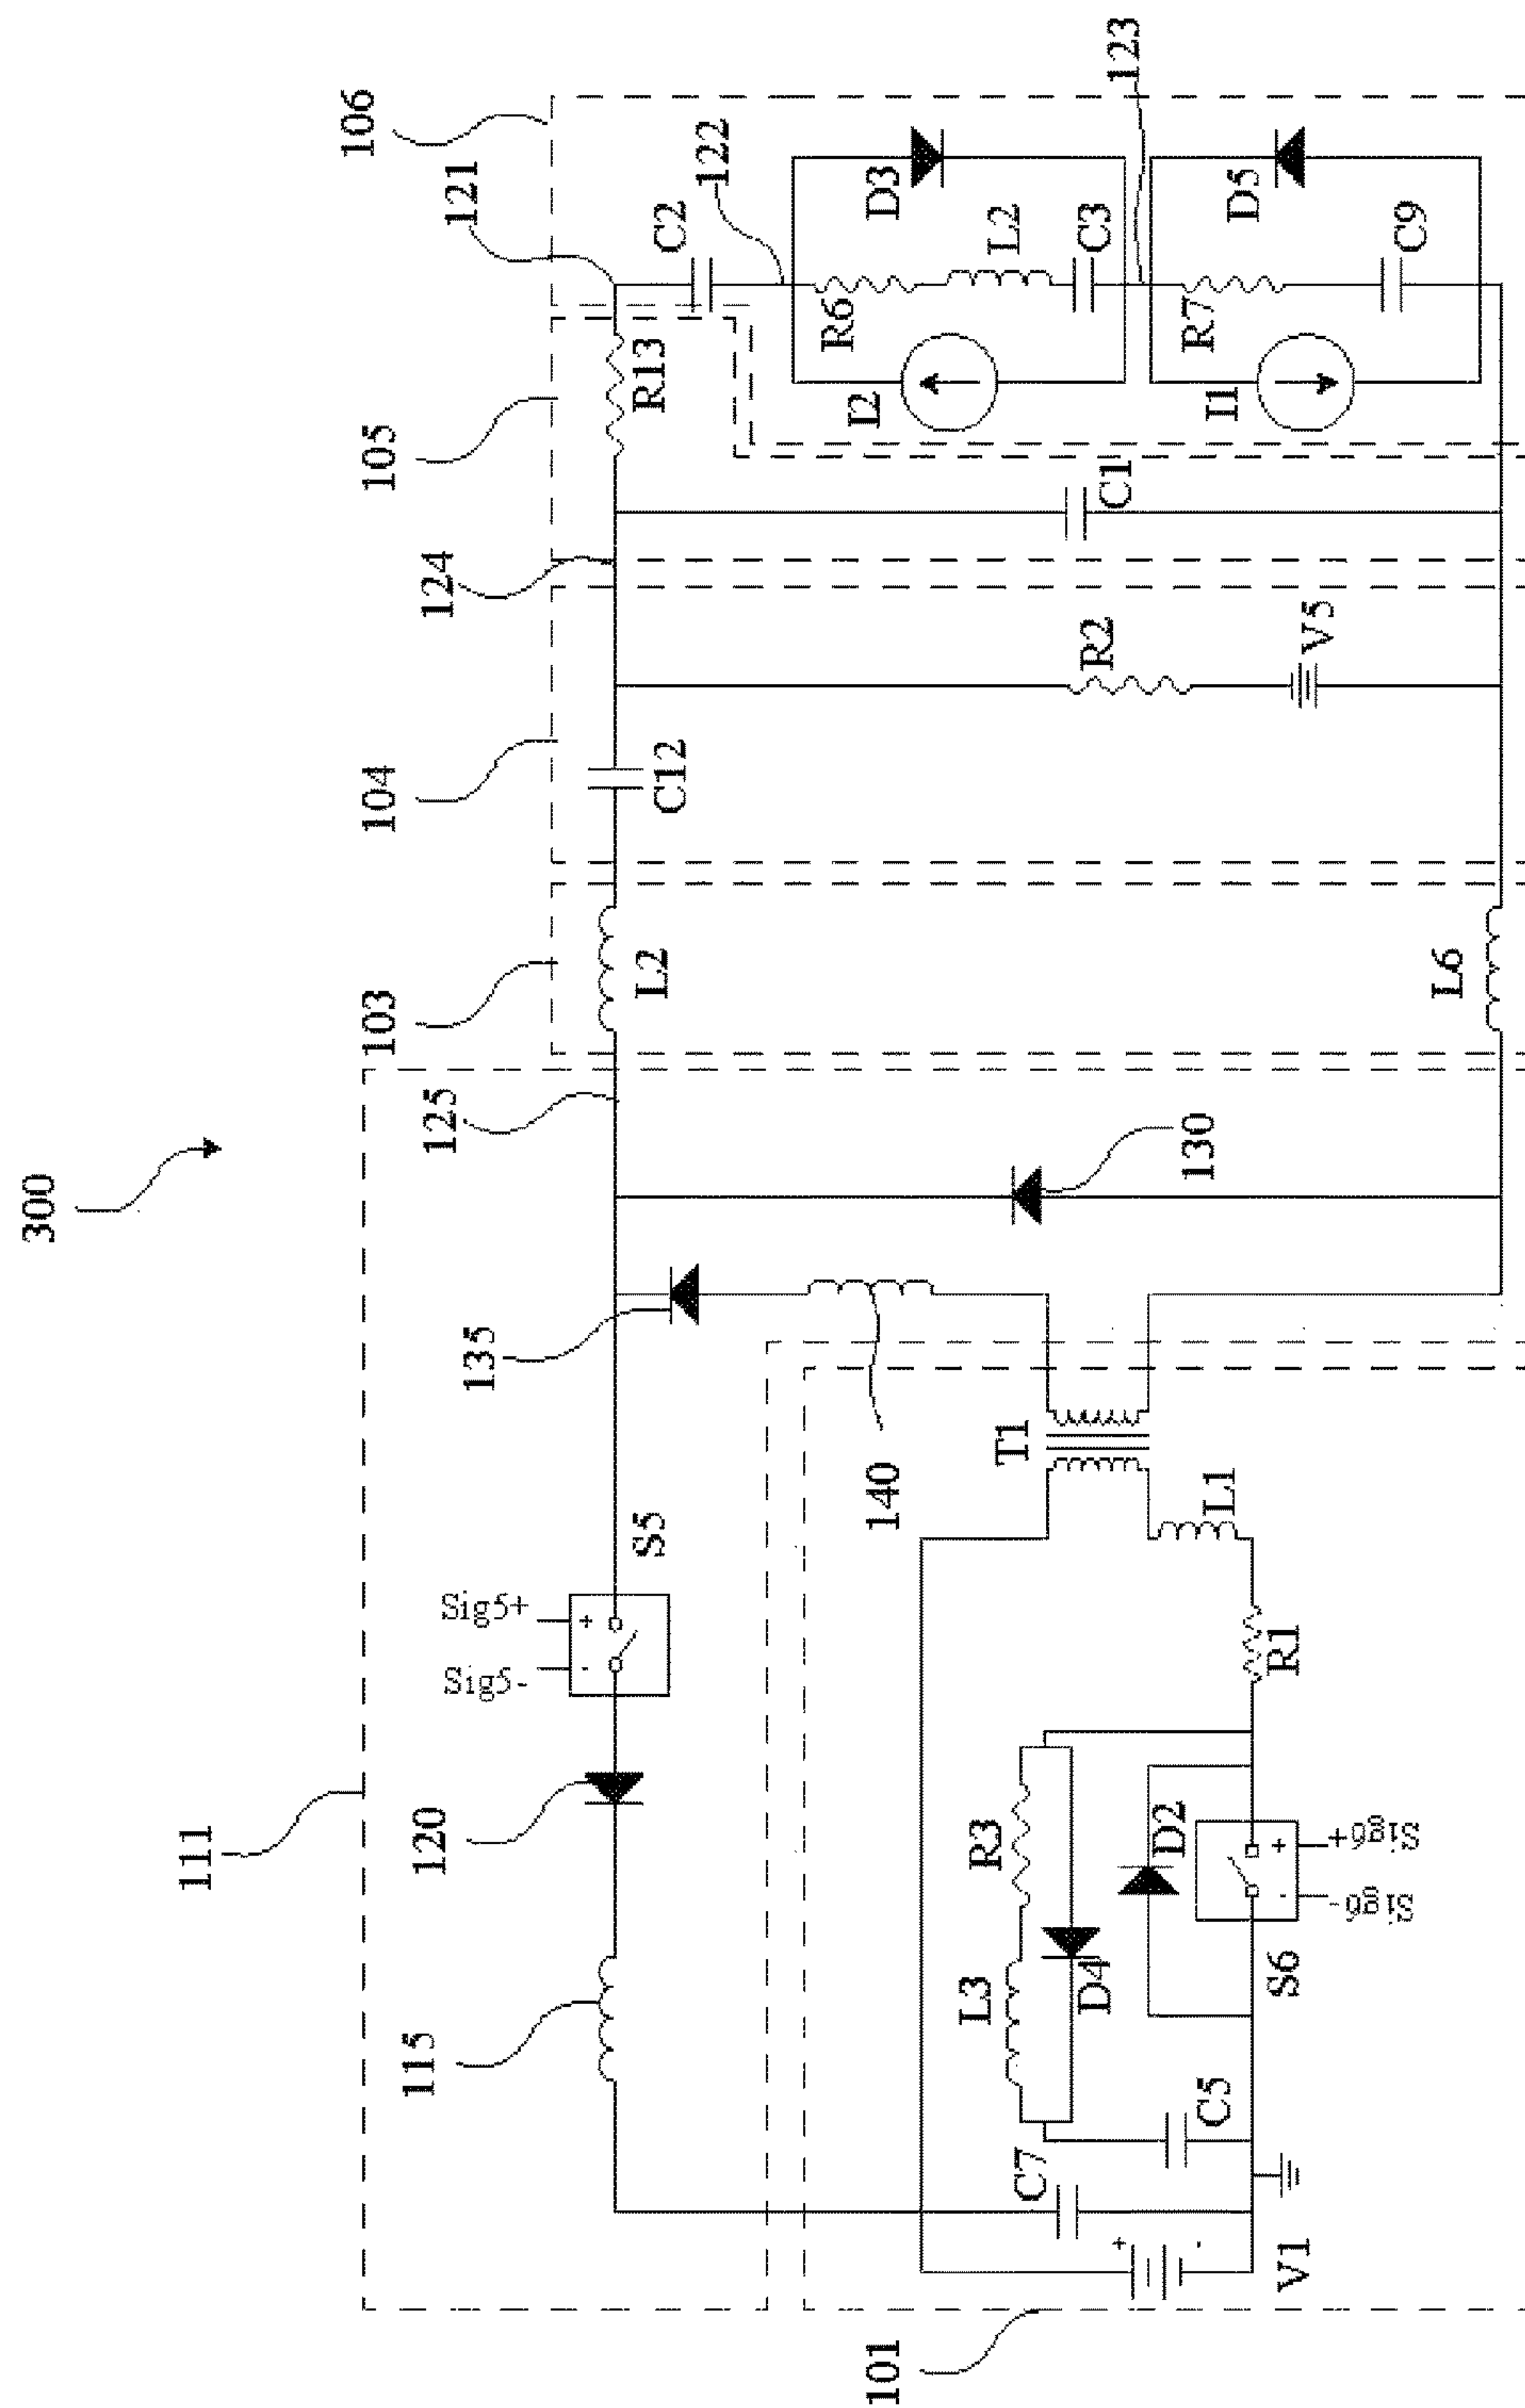 300
111
101
103
104
105
106
115
120
Sig5-
Sig5+
S5
135
125
124
121
122
123
140
130
L2
L6
C12
R2
V5
C1
R13
C2
I2
R6
L2
C3
D3
I1
R7
C9
D5
T1
L1
R1
R3
L3
D4
D2
S6
Sig6-
Sig6+
C5
C7
V1